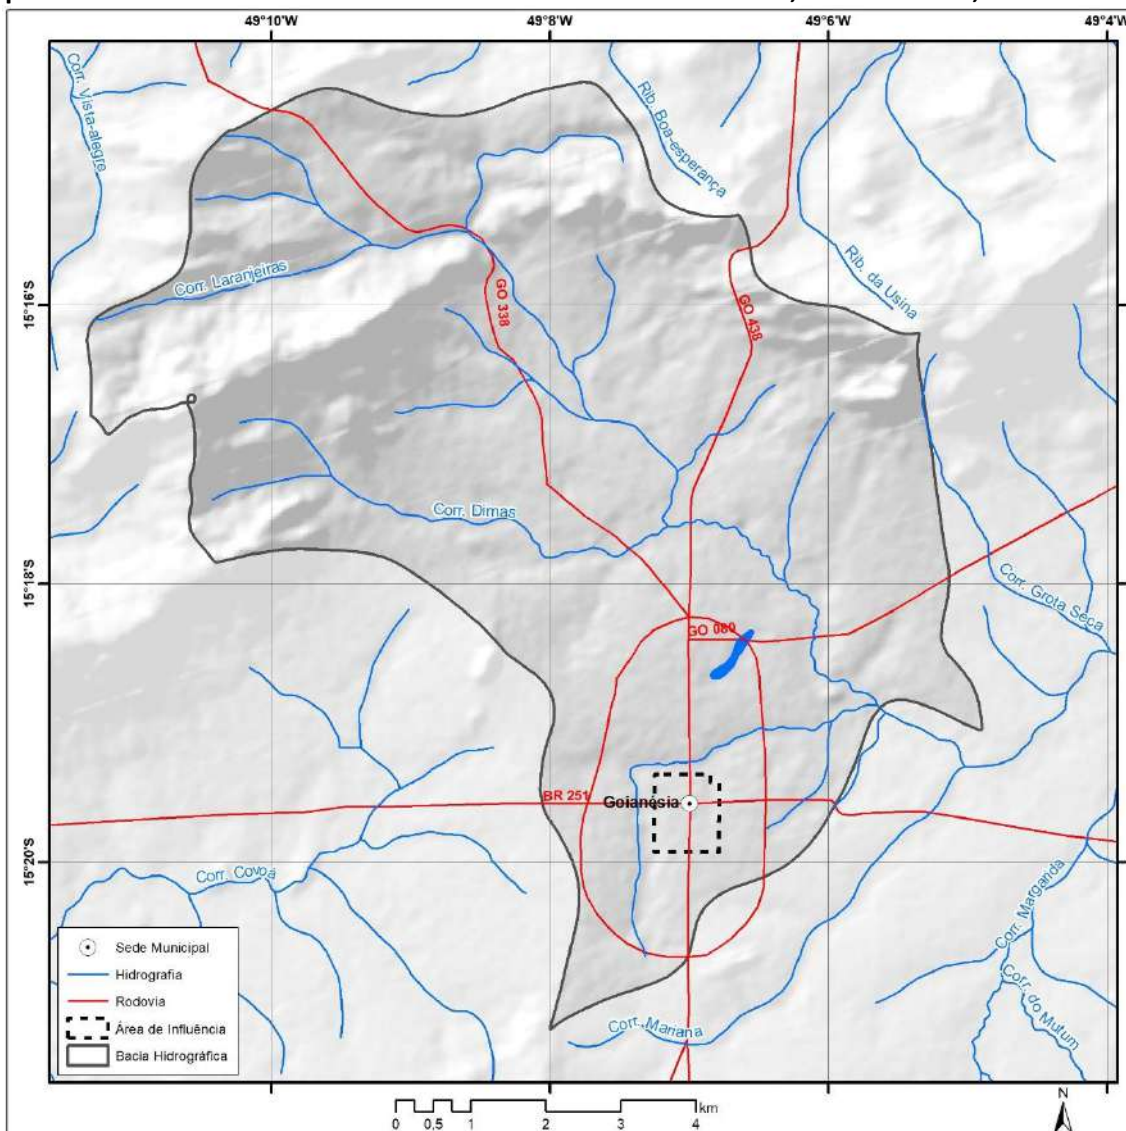 49°10'W 49°8'W 49°6'W 49°4'W
Corr. Vista-alegre
Rib. Boa-esperança
Rib. da Usina
Corr. Laranjeiras
15°16'S
GO 338
GO 438
Corr. Dimas
15°18'S
Corr. Grota Seca
GO 080
BR 251
Goianésia
15°20'S
Corr. Covoá
Corr. Marganda
Corr. do Mutum
Corr. Mariana
Sede Municipal
Hidrografia
Rodovia
Área de Influência
Bacia Hidrográfica
km
0 0,5 1 2 3 4
N